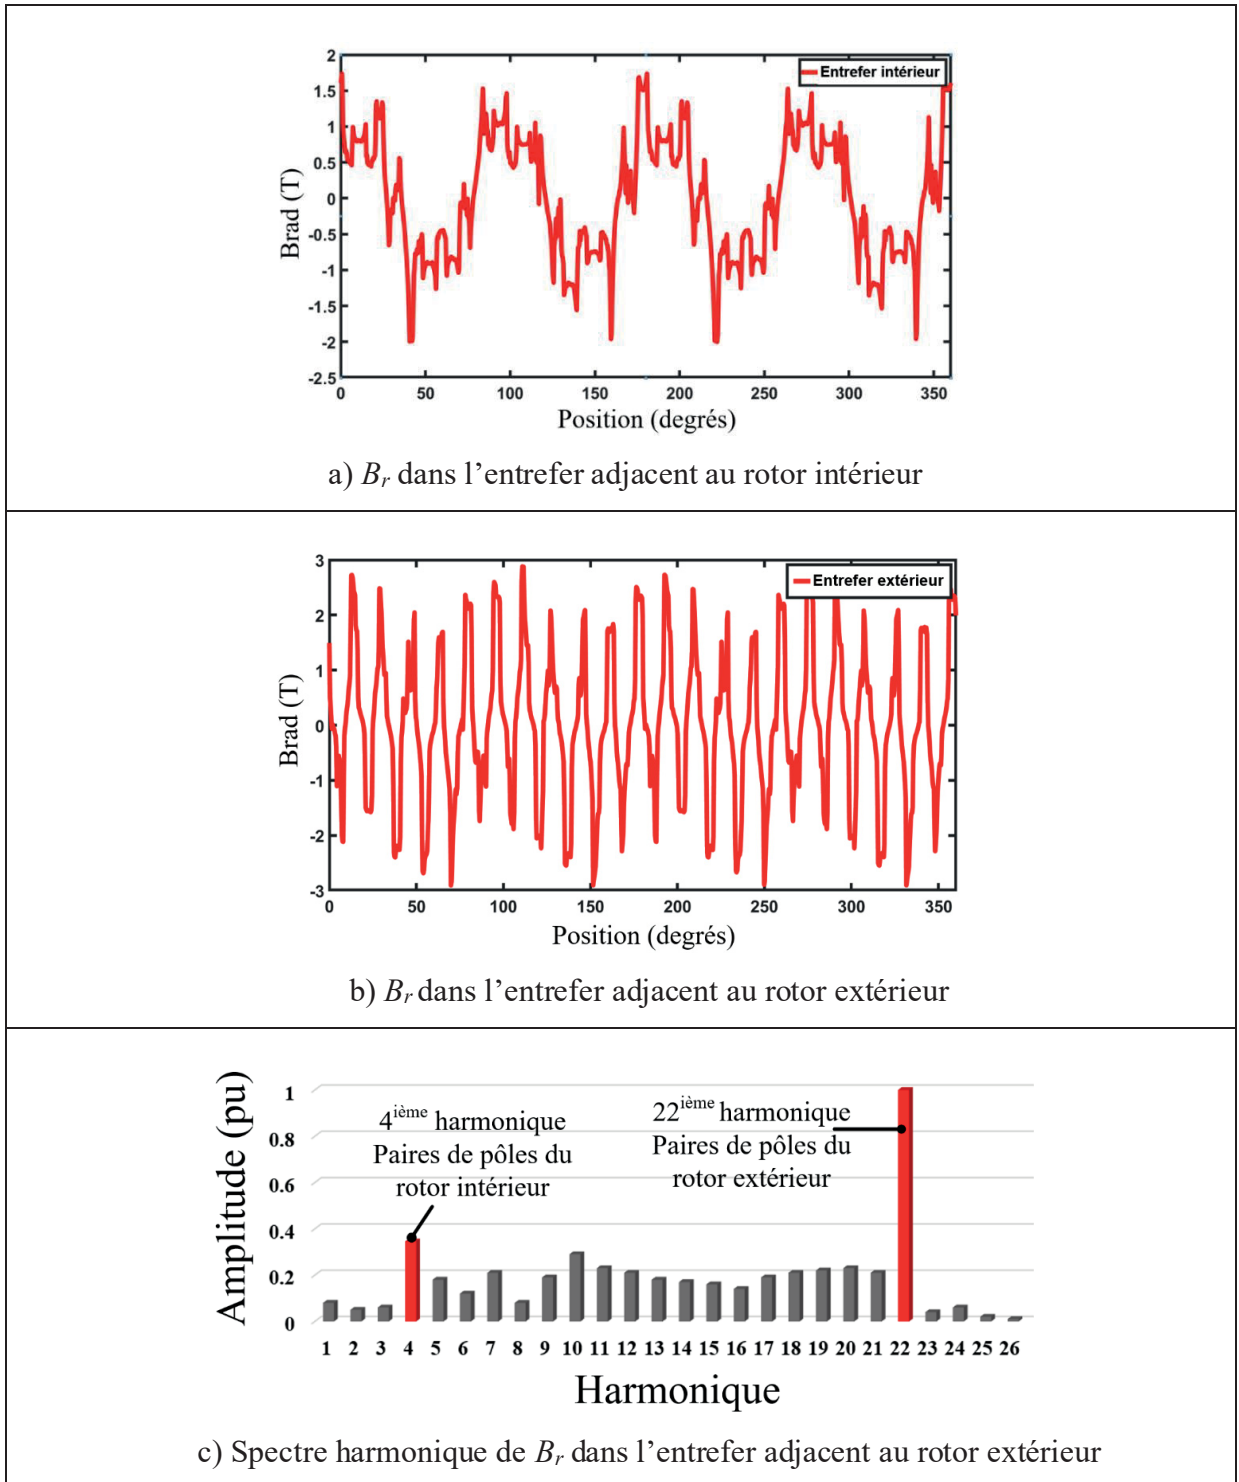 2
1.5
1
0.5
0
-0.5
-1
-1.5
-2
-2.5
Brad (T)
Entrefer intérieur
0 50 100 150 200 250 300 350
Position (degrés)
a) Br dans l’entrefer adjacent au rotor intérieur
3
2
1
0
-1
-2
-3
Brad (T)
Entrefer extérieur
0 50 100 150 200 250 300 350
Position (degrés)
b) Br dans l’entrefer adjacent au rotor extérieur
Amplitude (pu)
1
0.8
0.6
0.4
0.2
0
4ième harmonique
Paires de pôles du
rotor intérieur
22ième harmonique
Paires de pôles du
rotor extérieur
1 2 3 4 5 6 7 8 9 10 11 12 13 14 15 16 17 18 19 20 21 22 23 24 25 26
Harmonique
c) Spectre harmonique de Br dans l’entrefer adjacent au rotor extérieur